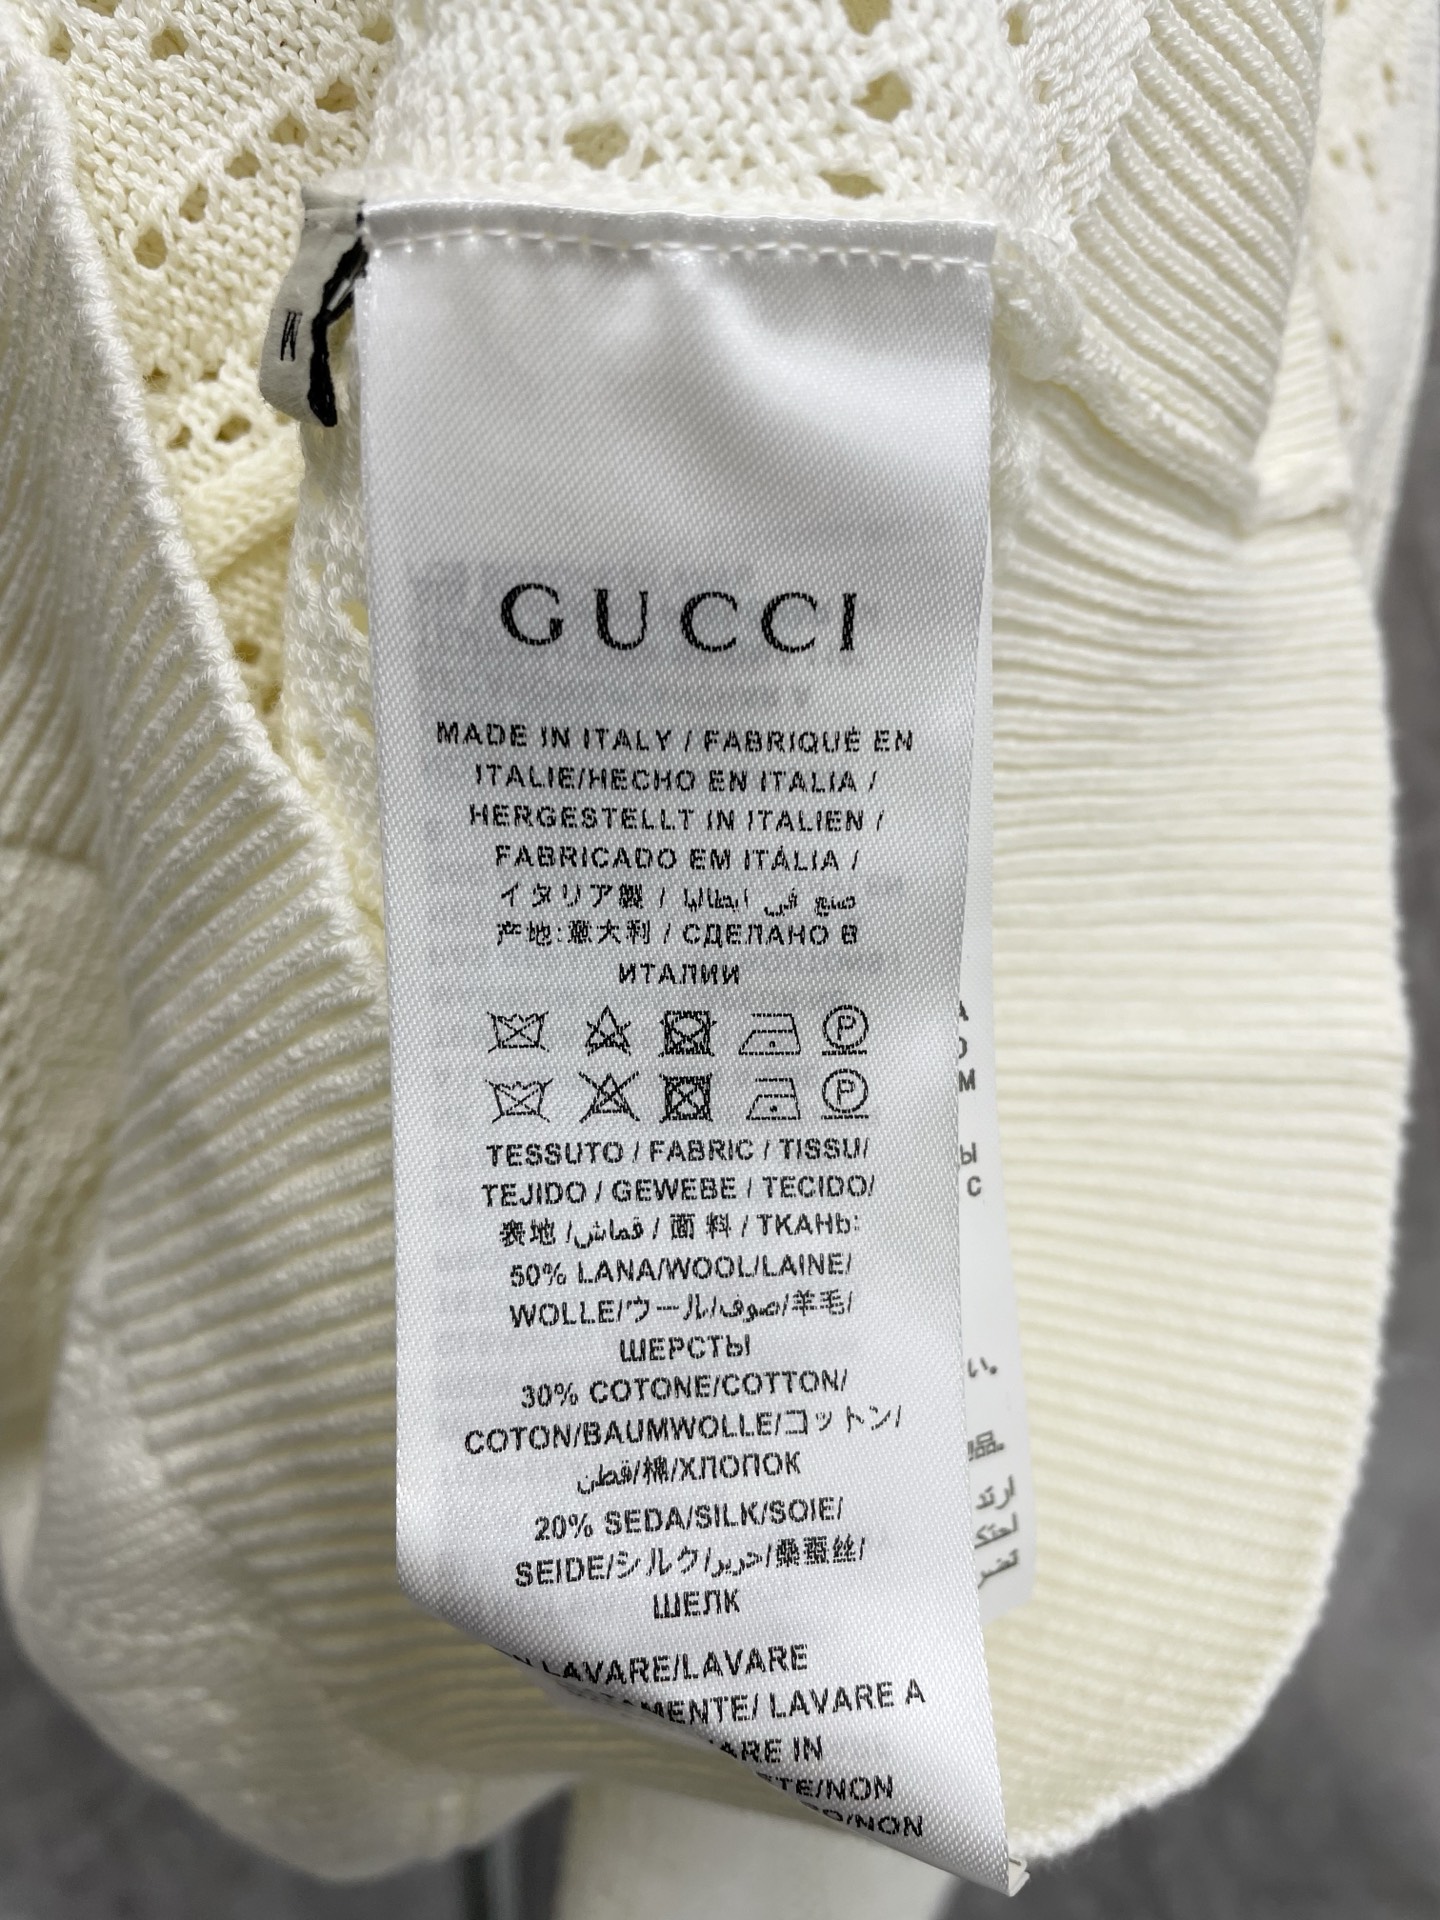 M
GUCCI
MADE IN ITALY / FABRIQUÉ EN
ITALIE/HECHO EN ITALIA /
HERGESTELLT IN ITALIEN /
FABRICADO EM ITÁLIA /
イタリア製 / صنع في ايطاليا
产地:意大利 / СДЕЛАНО В
ИТАЛИИ
P
P
TESSUTO / FABRIC / TISSU/
TEJIDO / GEWEBE / TECIDO/
表地 /قماش / 面 料 / ТКАНЬ:
50% LANA/WOOL/LAINE/
WOLLE/ウール/صوف/羊毛/
ШЕРСТЫ
30% COTONE/COTTON/
COTON/BAUMWOLLE/コットン/
قطن/棉/ХЛОПОК
20% SEDA/SILK/SOIE/
SEIDE/シルク/حرير/桑蚕丝/
ШЕЛК
LAVARE/LAVARE
LAVARE A
IN
/NON
/NON